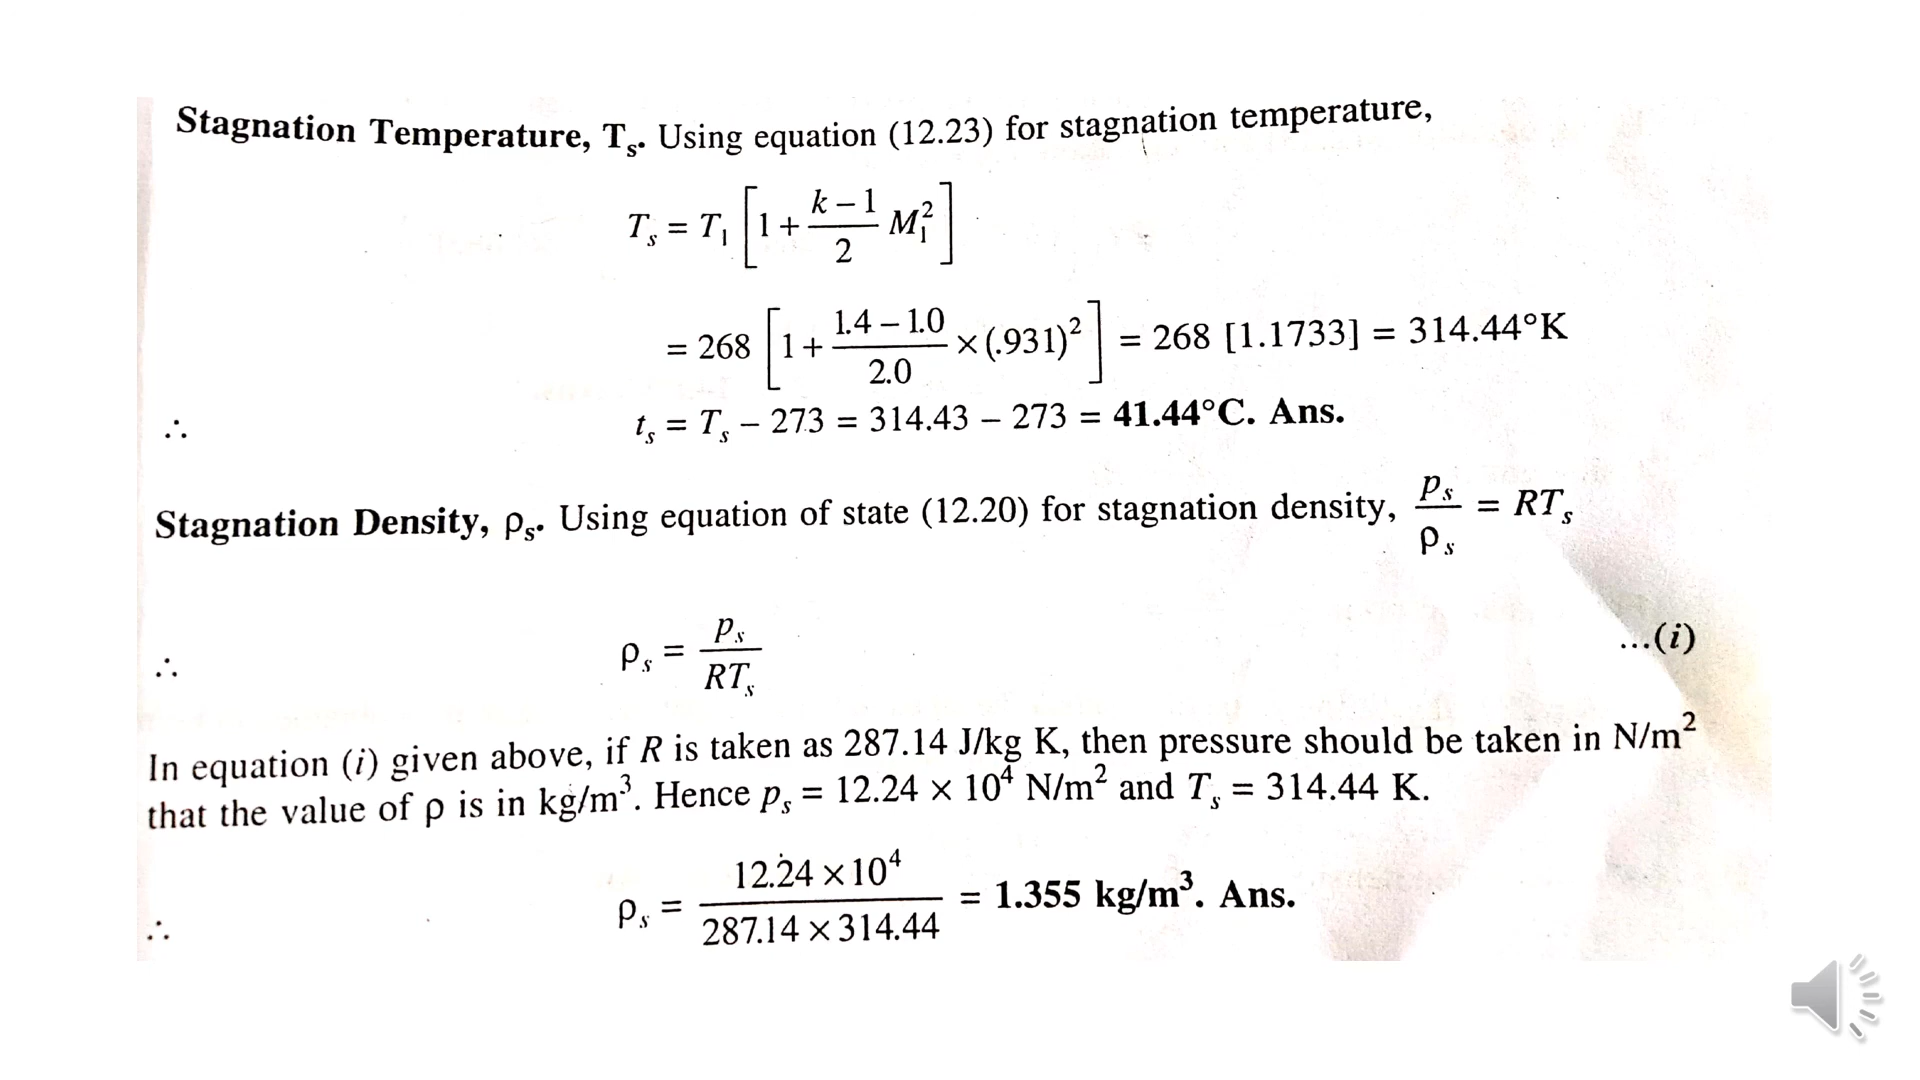 Stagnation Temperature, Tₛ. Using equation (12.23) for stagnation temperature,
Tₛ = T₁ [1 + (k – 1)/2 M₁²]
= 268 [1 + (1.4 – 1.0)/2.0 × (.931)²] = 268 [1.1733] = 314.44°K
∴ tₛ = Tₛ – 273 = 314.43 – 273 = 41.44°C. Ans.
Stagnation Density, ρₛ. Using equation of state (12.20) for stagnation density, pₛ/ρₛ = RTₛ
∴ ρₛ = pₛ/RTₛ ...(i)
In equation (i) given above, if R is taken as 287.14 J/kg K, then pressure should be taken in N/m²
that the value of ρ is in kg/m³. Hence pₛ = 12.24 × 10⁴ N/m² and Tₛ = 314.44 K.
∴ ρₛ = 12.24 × 10⁴/287.14 × 314.44 = 1.355 kg/m³. Ans.